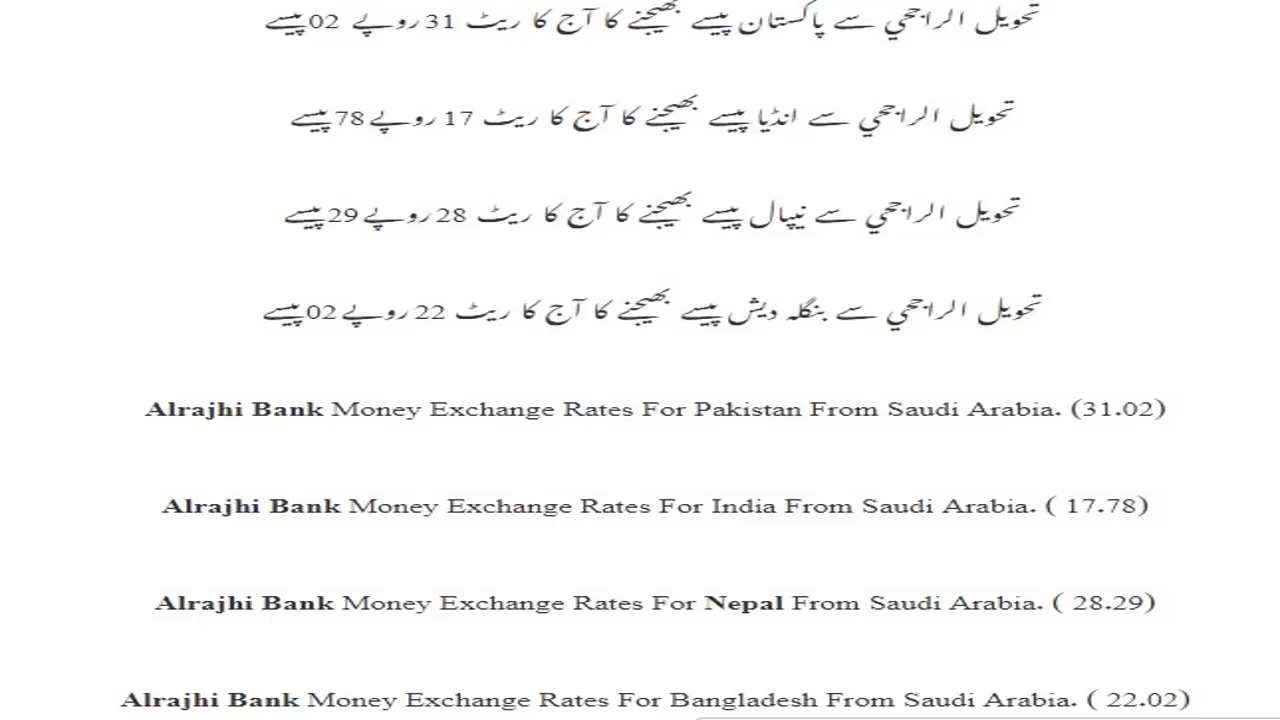 تحویل الراجحي سے پاکستان پیسے بھیجنے کا آج کا ریٹ 31 روپے 02 پیسے
تحویل الراجحي سے انڈیا پیسے بھیجنے کا آج کا ریٹ 17 روپے 78 پیسے
تحویل الراجحي سے نیپال پیسے بھیجنے کا آج کا ریٹ 28 روپے 29 پیسے
تحویل الراجحي سے بنگلہ دیش پیسے بھیجنے کا آج کا ریٹ 22 روپے 02 پیسے
Alrajhi Bank Money Exchange Rates For Pakistan From Saudi Arabia. (31.02)
Alrajhi Bank Money Exchange Rates For India From Saudi Arabia. ( 17.78)
Alrajhi Bank Money Exchange Rates For Nepal From Saudi Arabia. ( 28.29)
Alrajhi Bank Money Exchange Rates For Bangladesh From Saudi Arabia. ( 22.02)